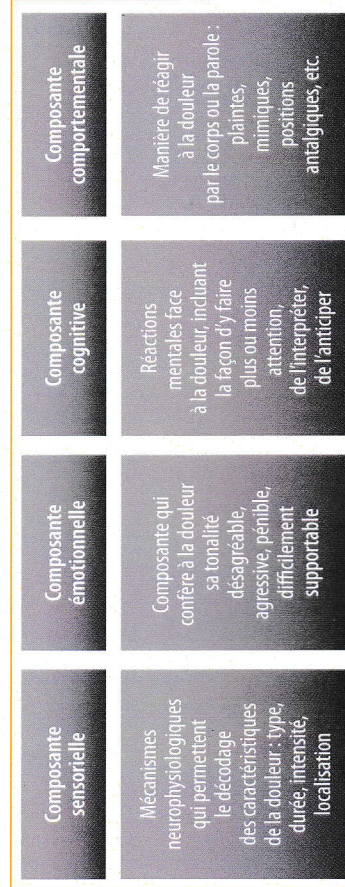 Composante
sensorielle
Mécanismes
neurophysiologiques
qui permettent
le décodage
des caractéristiques
de la douleur : type,
durée, intensité,
localisation
Composante
émotionnelle
Composante qui
confère à la douleur
sa tonalité
désagréable,
agressive, pénible,
difficilement
supportable
Composante
cognitive
Réactions
mentales face
à la douleur, incluant
la façon d'y faire
plus ou moins
attention,
de l'interpréter,
de l'anticiper
Composante
comportementale
Manière de réagir
à la douleur
par le corps ou la parole :
plaintes,
mimiques,
positions
antalgiques, etc.